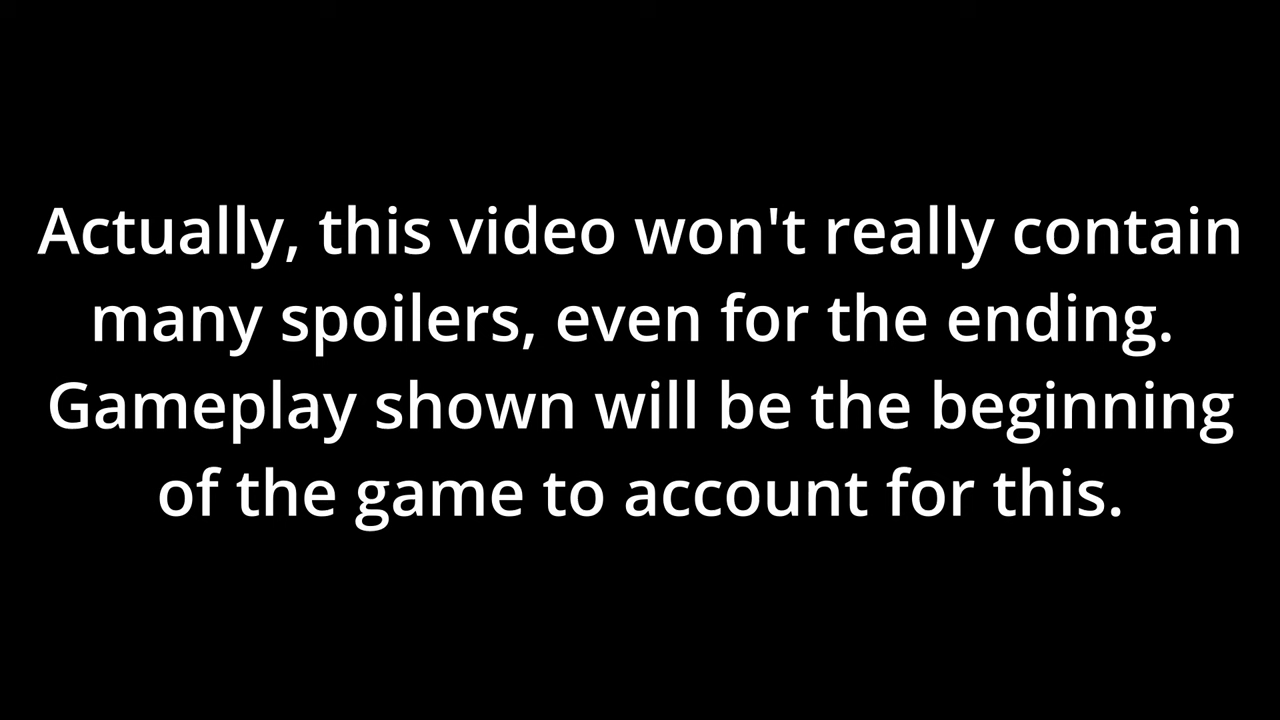 Actually, this video won't really contain
many spoilers, even for the ending.
Gameplay shown will be the beginning
of the game to account for this.